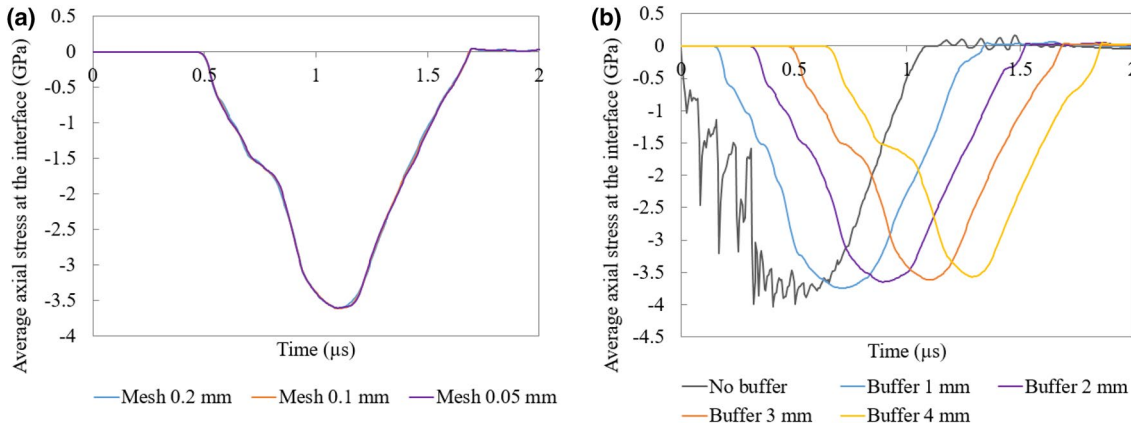 (a)
Average axial stress at the interface (GPa)
0.5
0
-0.5
-1
-1.5
-2
-2.5
-3
-3.5
-4
0 0.5 1 1.5 2
Time (µs)
Mesh 0.2 mm Mesh 0.1 mm Mesh 0.05 mm
(b)
Average axial stress at the interface (GPa)
0.5
0
-0.5
-1
-1.5
-2
-2.5
-3
-3.5
-4
-4.5
0 0.5 1 1.5 2
Time (µs)
No buffer Buffer 1 mm Buffer 2 mm
Buffer 3 mm Buffer 4 mm